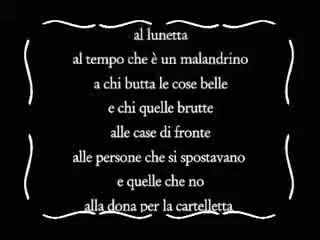 al lunetta
al tempo che è un malandrino
a chi butta le cose belle
e chi quelle brutte
alle case di fronte
alle persone che si spostavano
e quelle che no
alla dona per la cartelletta